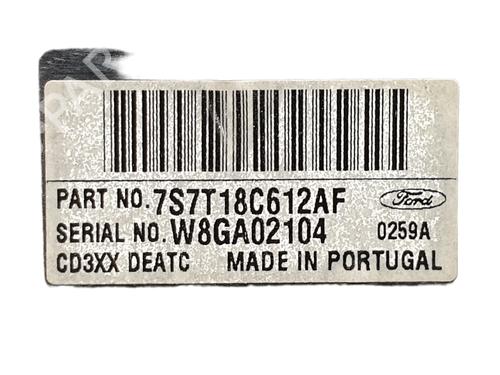 PART NO. 7S7T18C612AF Ford
SERIAL NO. W8GA02104 0259A
CD3XX DEATC MADE IN PORTUGAL